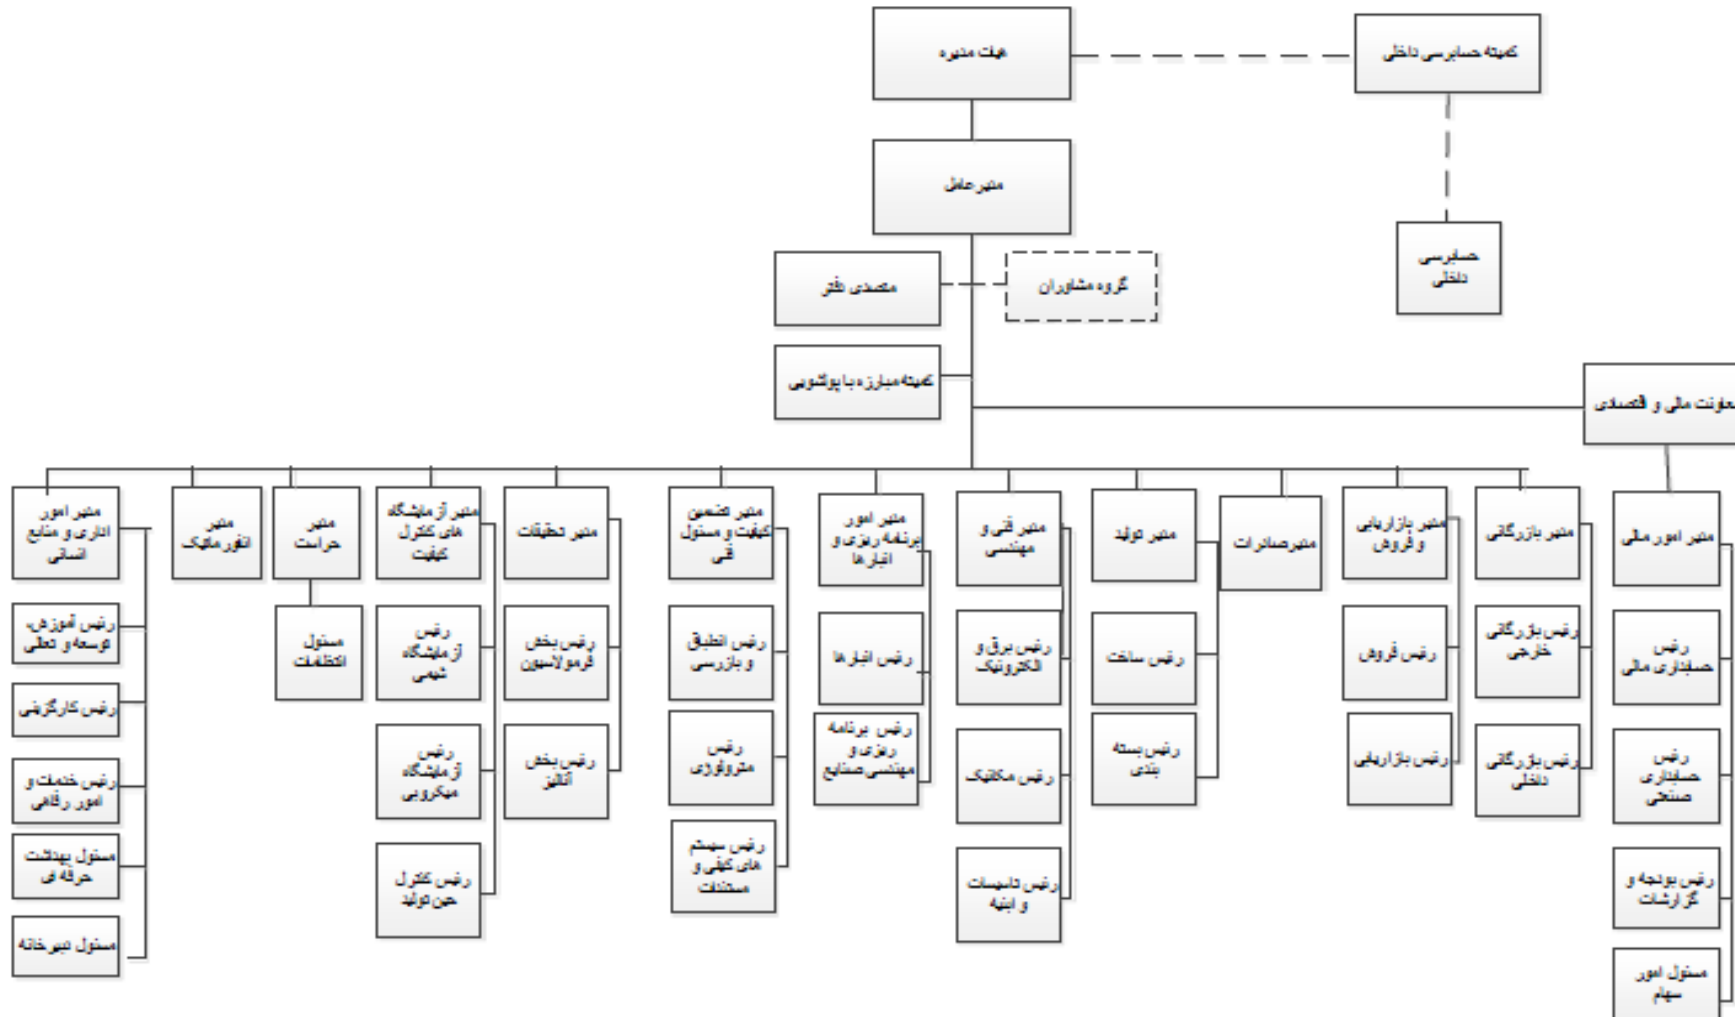 هیات مدیره
کمیته حسابرسی داخلی
مدیرعامل
حسابرسی
داخلی
گروه مشاوران
متصدی دفتر
کمیته مبارزه با پولشویی
معاونت مالی و اقتصادی
مدیر امور مالی
رئیس
حسابداری مالی
رئیس
حسابداری
صنعتی
رئیس بودجه و
گزارشات
مسئول امور
سهام
مدیر بازرگانی
رئیس بازرگانی
خارجی
رئیس بازرگانی
داخلی
مدیر بازاریابی
و فروش
رئیس فروش
رئیس بازاریابی
مدیرصادرات
مدیر تولید
رئیس ساخت
رئیس بسته
بندی
مدیر فنی و
مهندسی
رئیس برق و
الکترونیک
رئیس مکانیک
رئیس تاسیسات
و ابنیه
مدیر امور
برنامه ریزی و
انبارها
رئیس انبارها
رئیس برنامه
ریزی و
مهندسی صنایع
مدیر تضمین
کیفیت و مسئول
فنی
رئیس انطباق
و بازرسی
رئیس
مترولوژی
رئیس سیستم
های کیفی و
مستندات
مدیر تحقیقات
رئیس بخش
فرمولاسیون
رئیس بخش
آنالیز
مدیر آزمایشگاه
های کنترل
کیفیت
رئیس
آزمایشگاه
شیمی
رئیس
آزمایشگاه
میکروبی
رئیس کنترل
حین تولید
مدیر
حراست
مسئول
انتظامات
مدیر
انفورماتیک
مدیر امور
اداری و منابع
انسانی
رئیس آموزش،
توسعه و تعالی
رئیس کارگزینی
رئیس خدمات و
امور رفاهی
مسئول بهداشت
حرفه ای
مسئول دبیرخانه